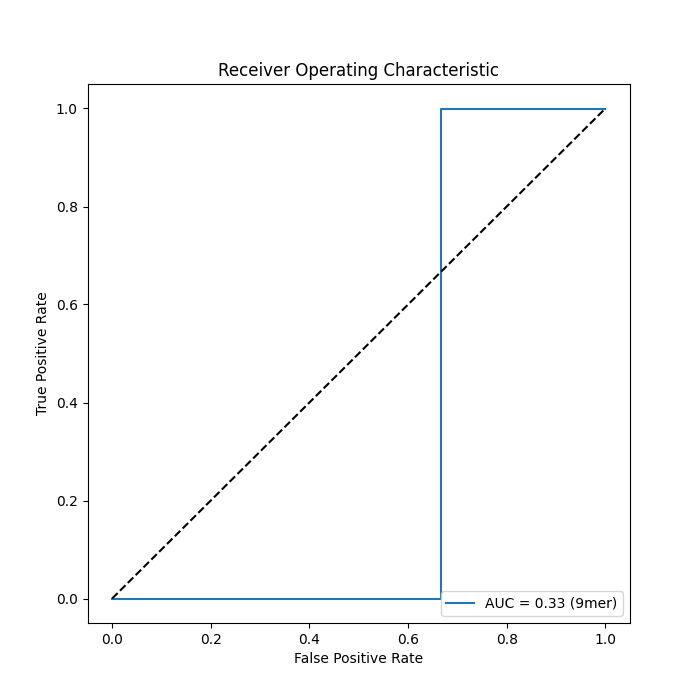 Receiver Operating Characteristic
1.0
0.8
0.6
0.4
0.2
0.0
True Positive Rate
AUC = 0.33 (9mer)
0.0 0.2 0.4 0.6 0.8 1.0
False Positive Rate